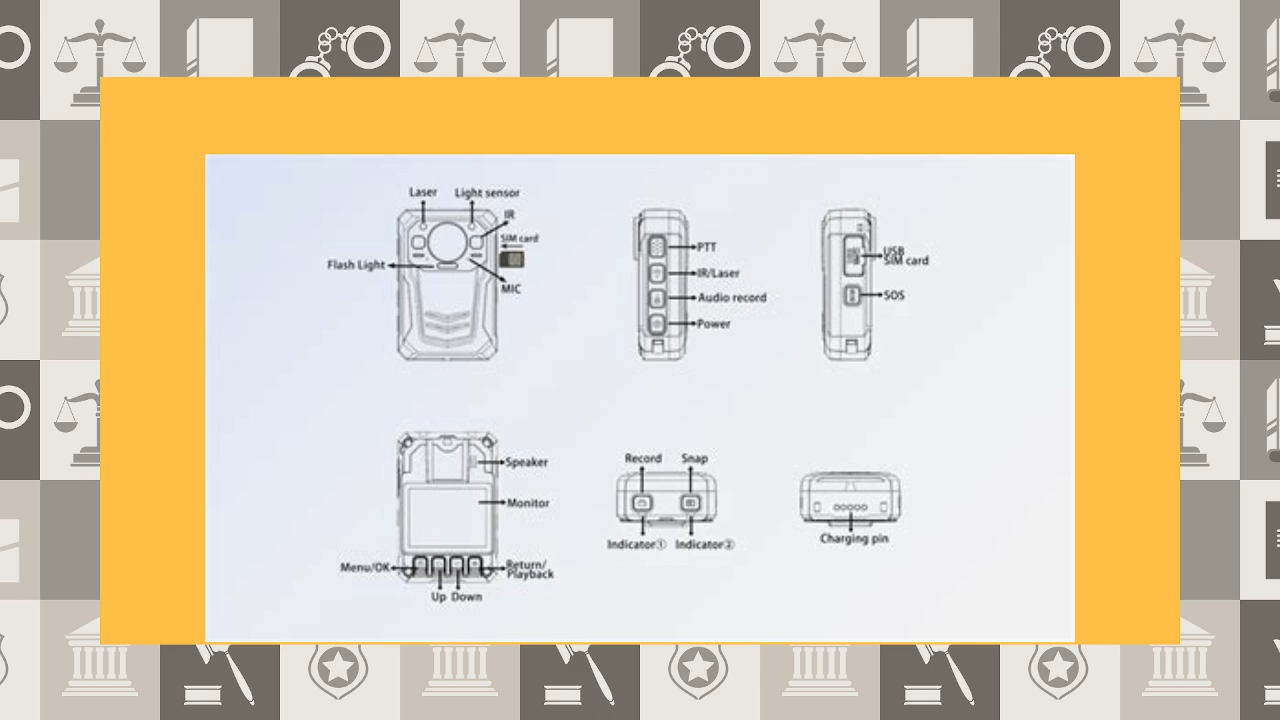 Laser Light sensor
IR
SIM card
Flash Light
MIC
PTT
IR/Laser
Audio record
Power
USB
SIM card
SOS
Speaker
Monitor
Menu/OK
Return/
Playback
Up Down
Record Snap
Indicator① Indicator②
Charging pin